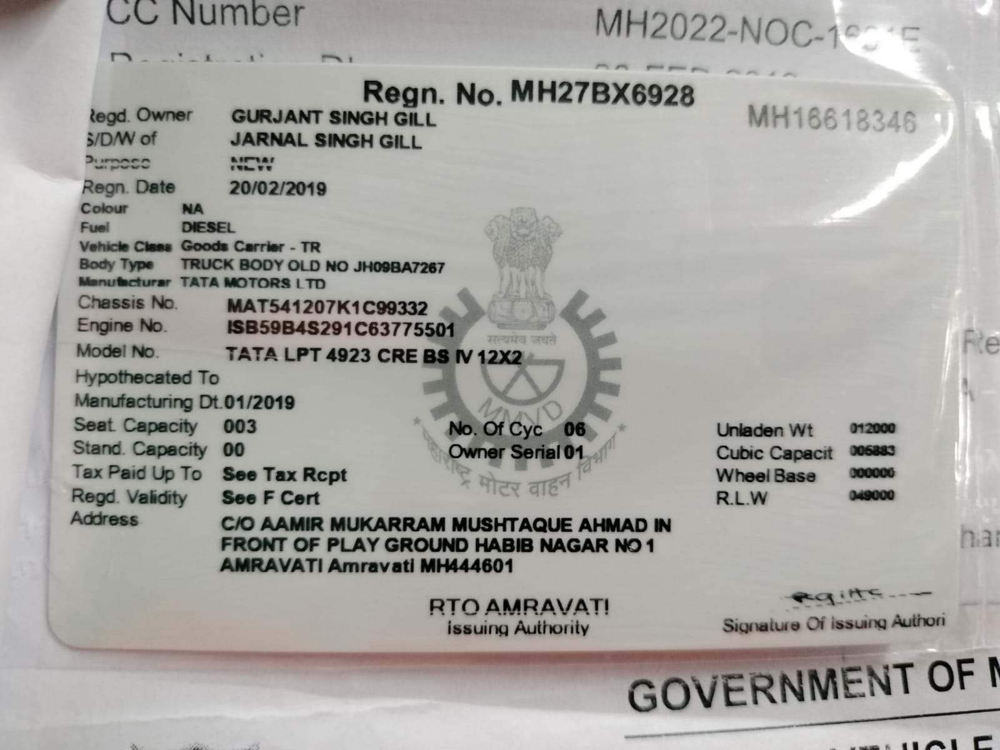 CC Number MH2022-NOC-1
Regn. No. MH27BX6928
MH16618346
Regd. Owner GURJANT SINGH GILL
S/D/W of JARNAL SINGH GILL
Purpose NEW
Regn. Date 20/02/2019
Colour NA
Fuel DIESEL
Vehicle Class Goods Carrier - TR
Body Type TRUCK BODY OLD NO JH09BA7267
Manufacturar TATA MOTORS LTD
Chassis No. MAT541207K1C99332
Engine No. ISB59B4S291C63775501
सत्यमेव जयते
Model No. TATA LPT 4923 CRE BS IV 12X2
Hypothecated To
MMVD
Manufacturing Dt. 01/2019
Seat. Capacity 003 No. Of Cyc 06 Unladen Wt 012000
Stand. Capacity 00 Owner Serial 01 Cubic Capacit 005883
Tax Paid Up To See Tax Rcpt Wheel Base 000006
महाराष्ट्र मोटर वाहन विभाग
Regd. Validity See F Cert R.L.W 049000
Address C/O AAMIR MUKARRAM MUSHTAQUE AHMAD IN
FRONT OF PLAY GROUND HABIB NAGAR NO 1
AMRAVATI Amravati MH444601
RTO AMRAVATI
Issuing Authority Signature Of Issuing Authori
GOVERNMENT OF M